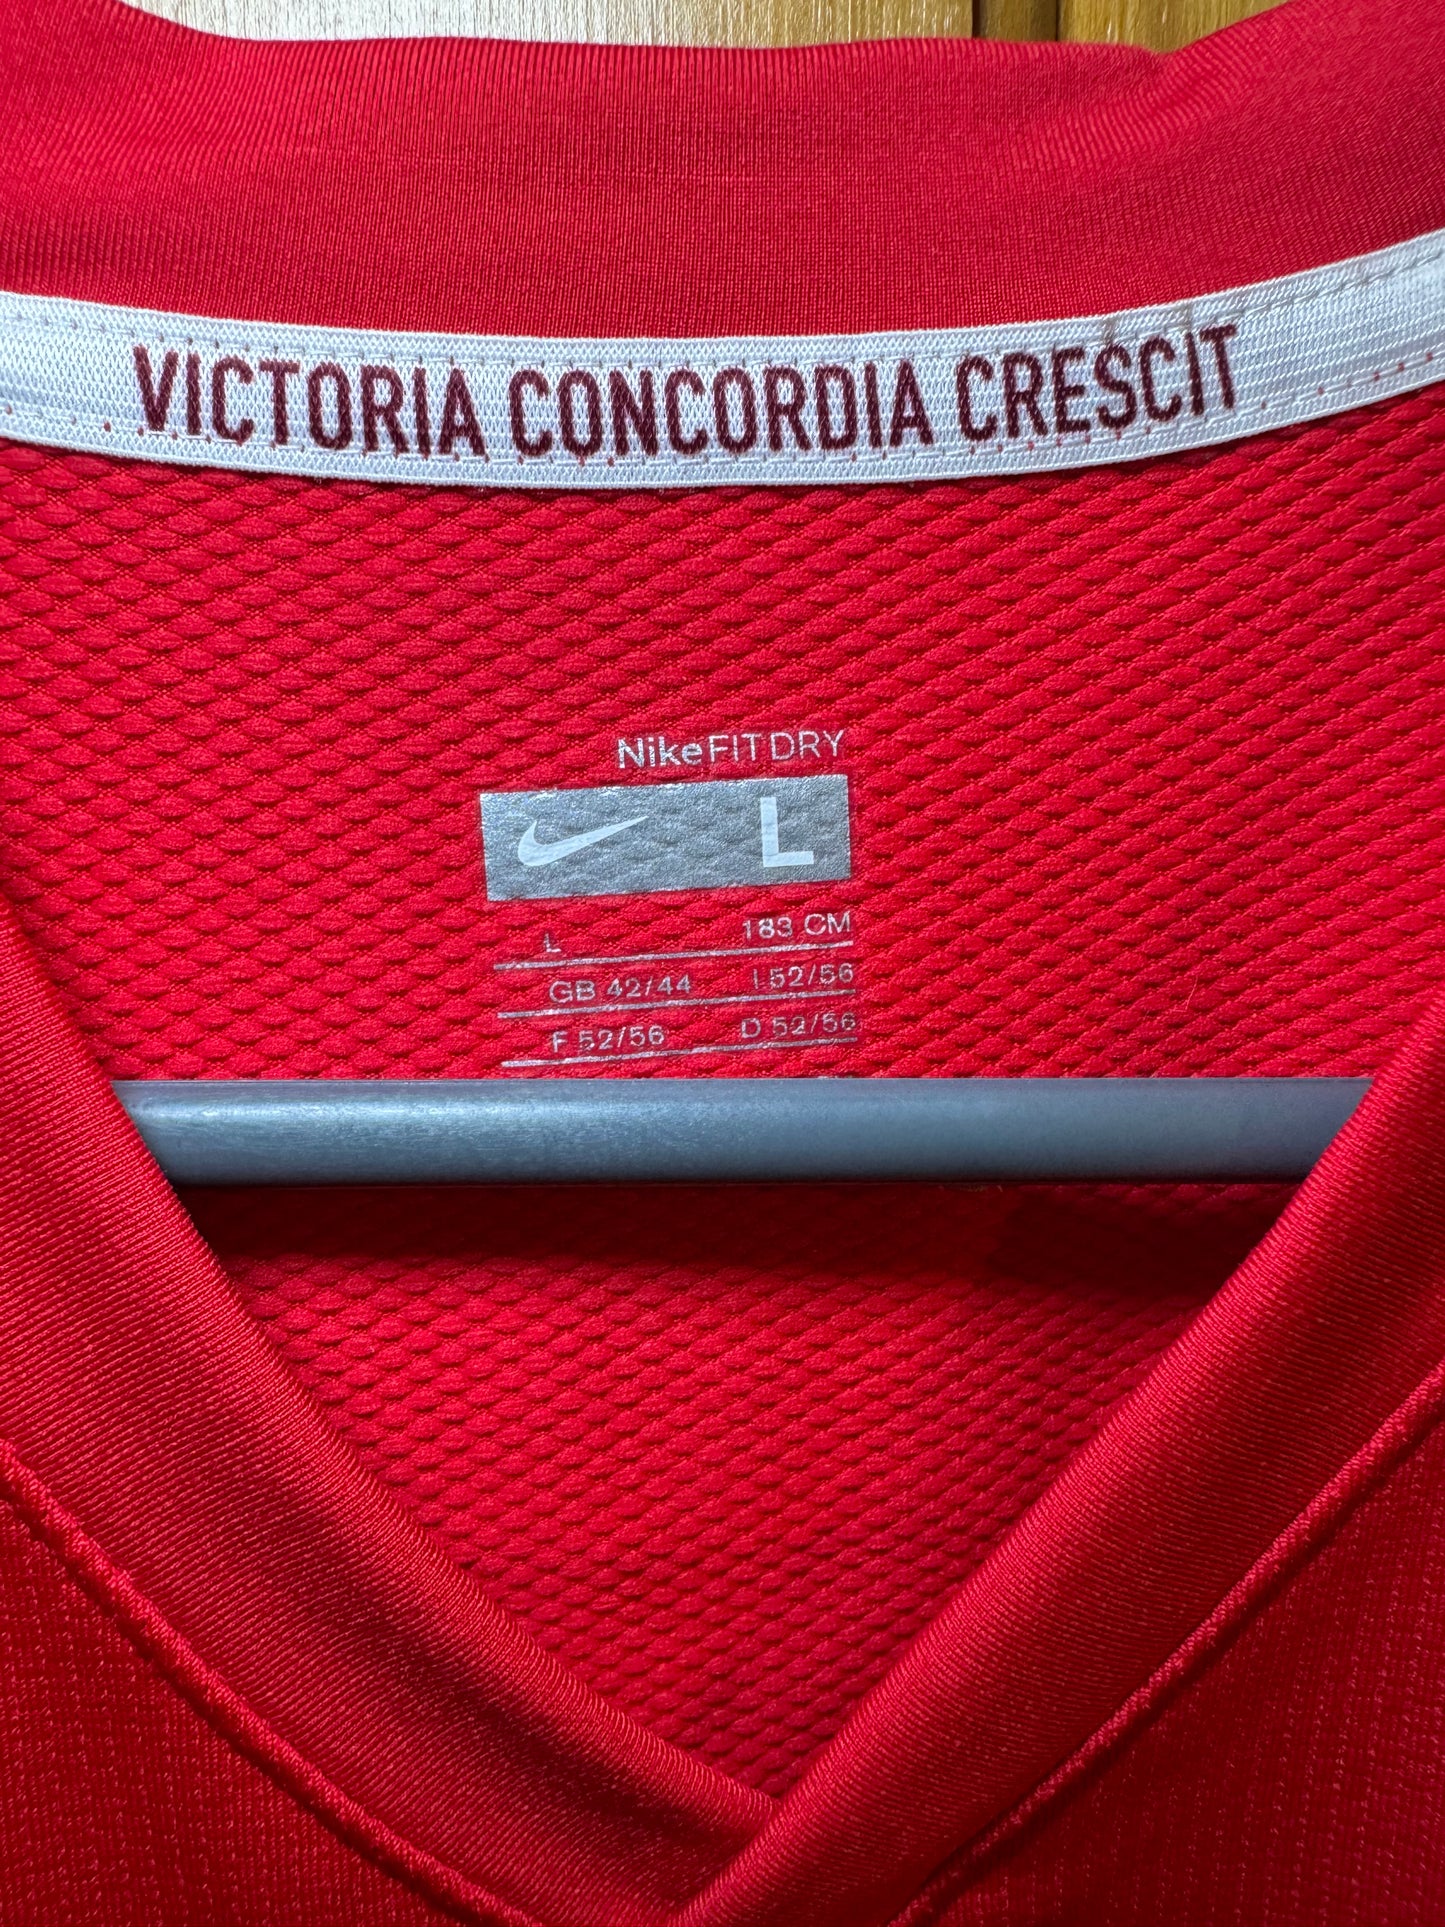 VICTORIA CONCORDIA CRESCIT
NikeFITDRY
L
L 183 CM
GB 42/44 I 52/56
F 52/56 D 52/56